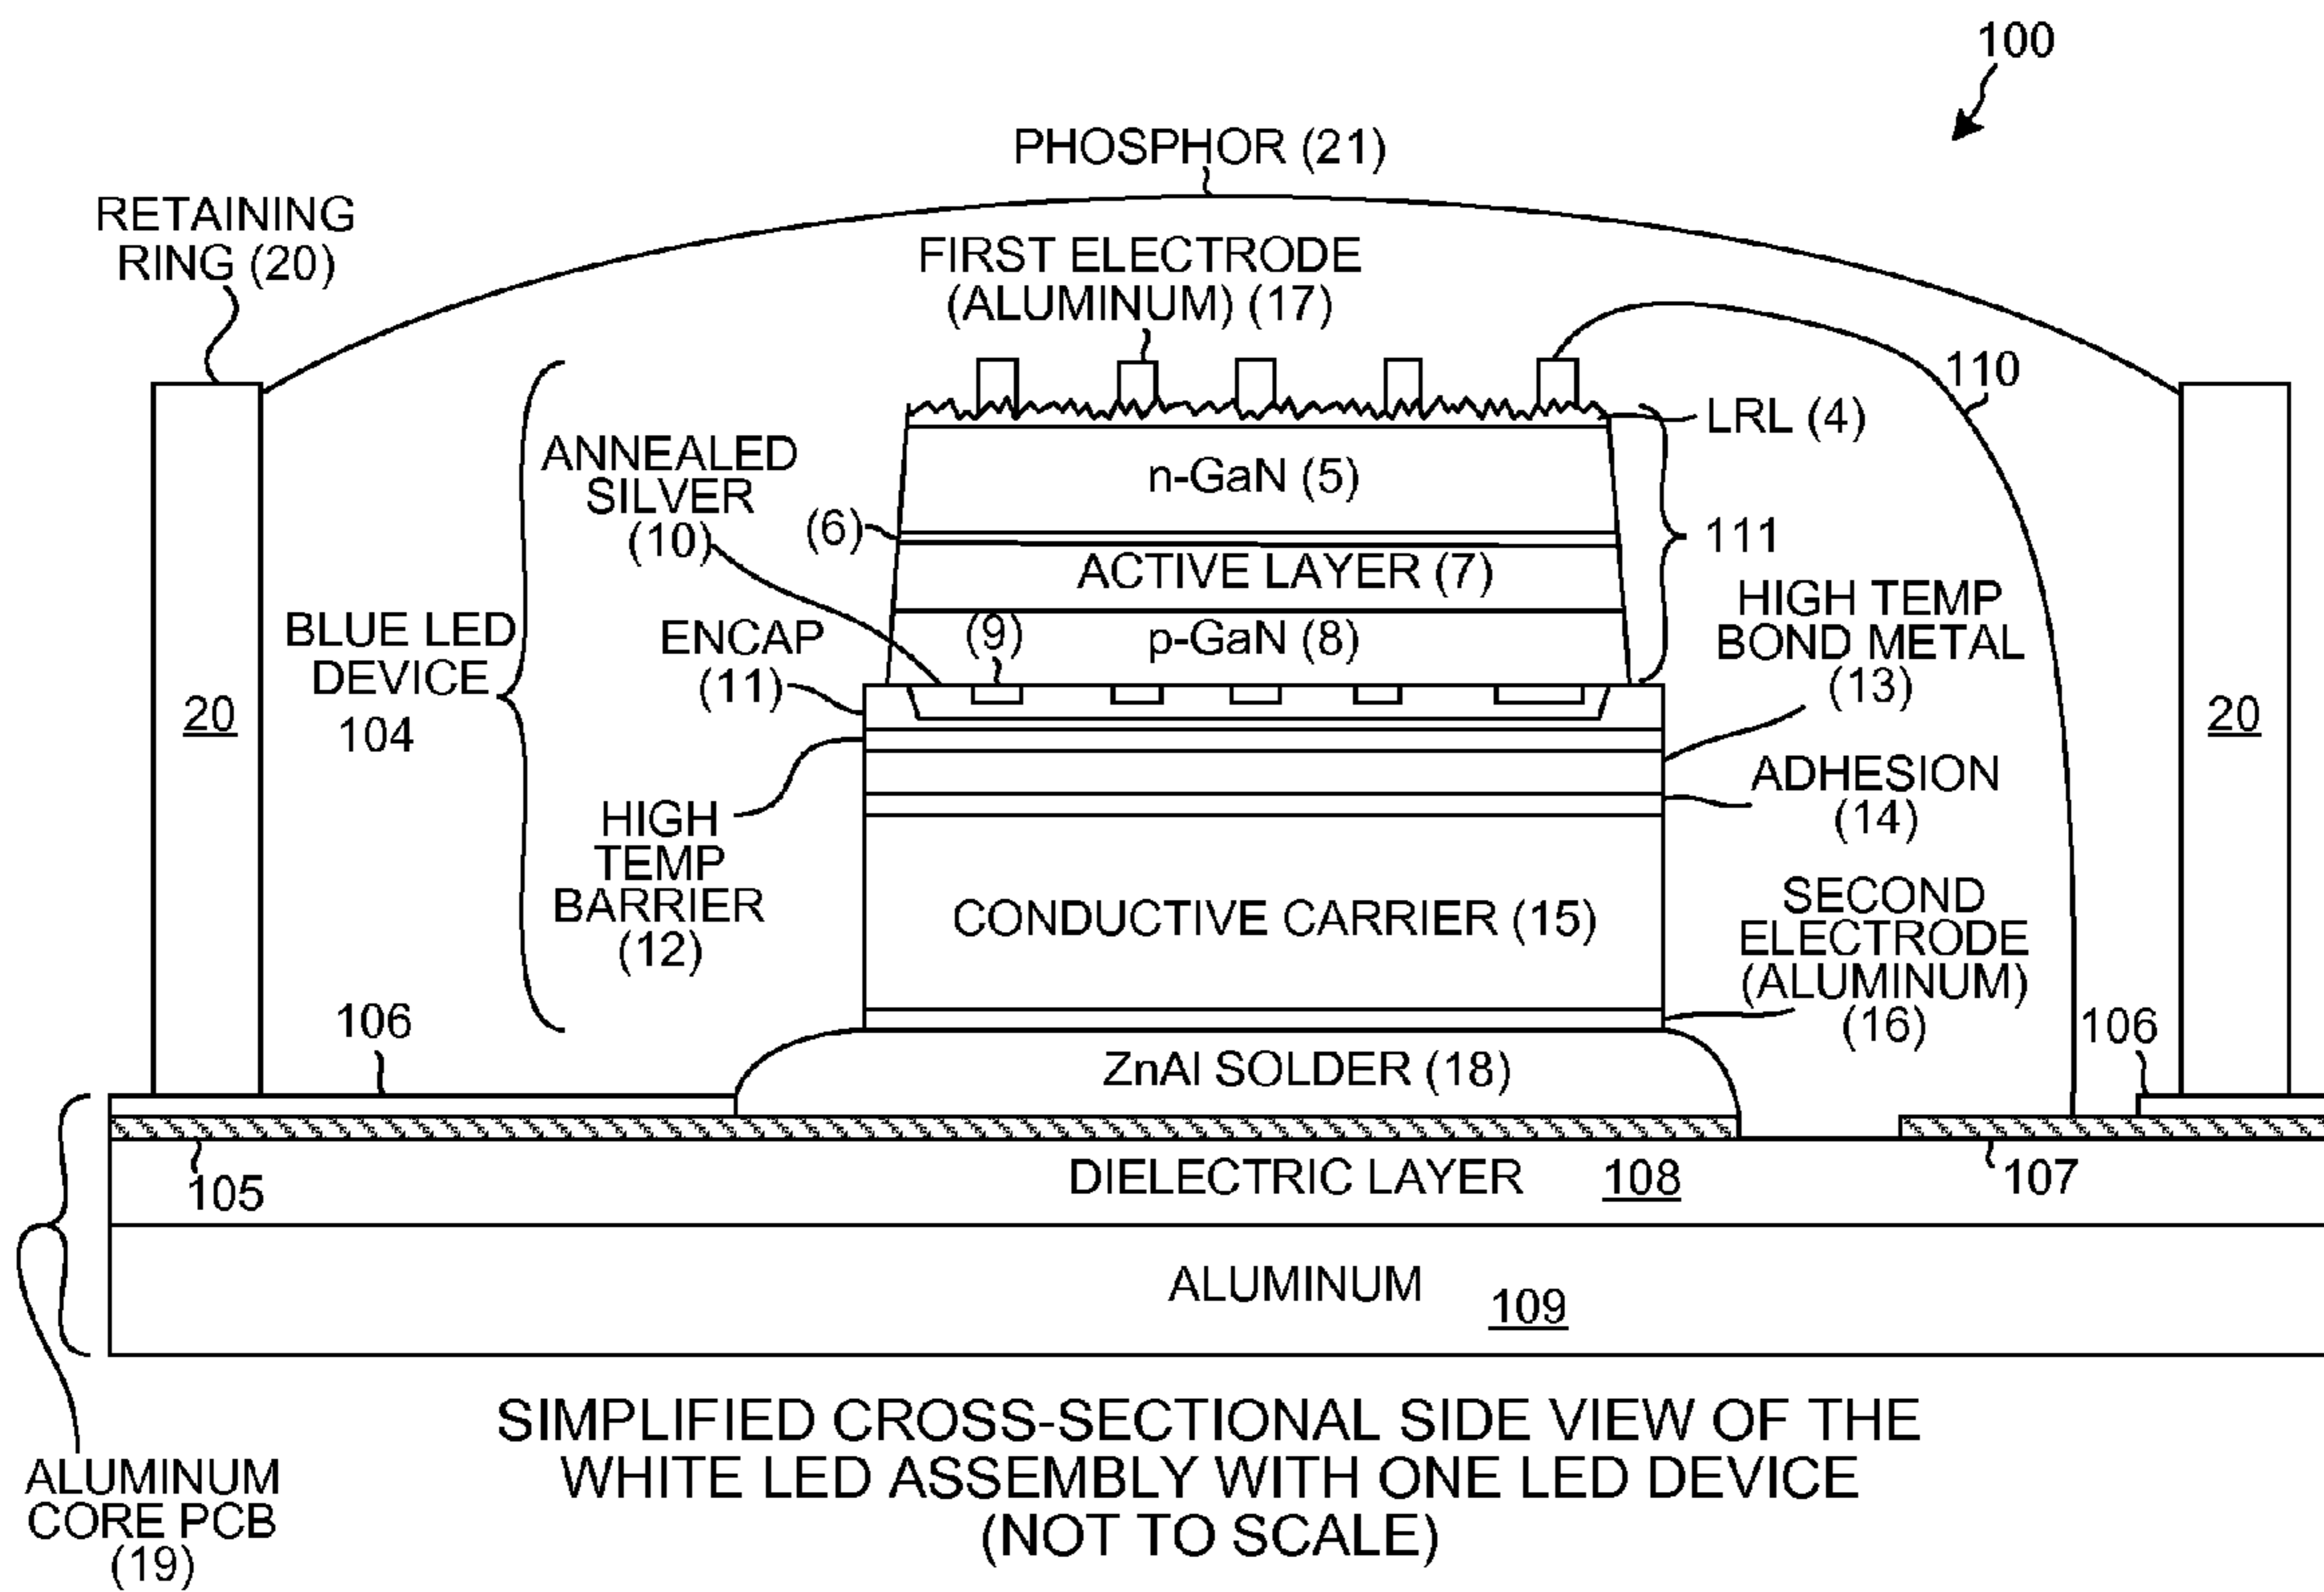 100
PHOSPHOR (21)
RETAINING
RING (20)
FIRST ELECTRODE
(ALUMINUM) (17)
110
LRL (4)
ANNEALED
SILVER
(10)
n-GaN (5)
(6)
111
ACTIVE LAYER (7)
HIGH TEMP
BOND METAL
(13)
BLUE LED
DEVICE
104
ENCAP
(11)
(9)
p-GaN (8)
20
20
ADHESION
(14)
HIGH
TEMP
BARRIER
(12)
CONDUCTIVE CARRIER (15)
SECOND
ELECTRODE
(ALUMINUM)
(16)
106
106
ZnAl SOLDER (18)
105
DIELECTRIC LAYER 108
107
ALUMINUM 109
ALUMINUM
CORE PCB
(19)
SIMPLIFIED CROSS-SECTIONAL SIDE VIEW OF THE
WHITE LED ASSEMBLY WITH ONE LED DEVICE
(NOT TO SCALE)